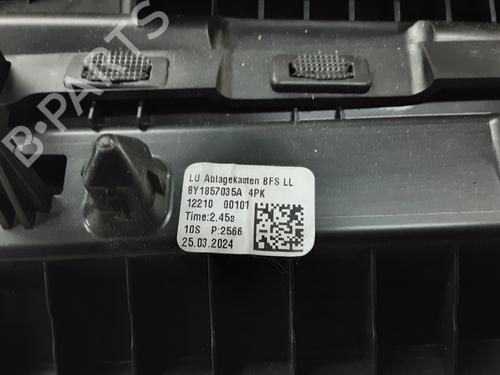 B-PARTS
LU Ablagekasten BFS LL
8Y1857035A 4PK
12210 00101
Time:2.45s
10S P:2566
25.03.2024